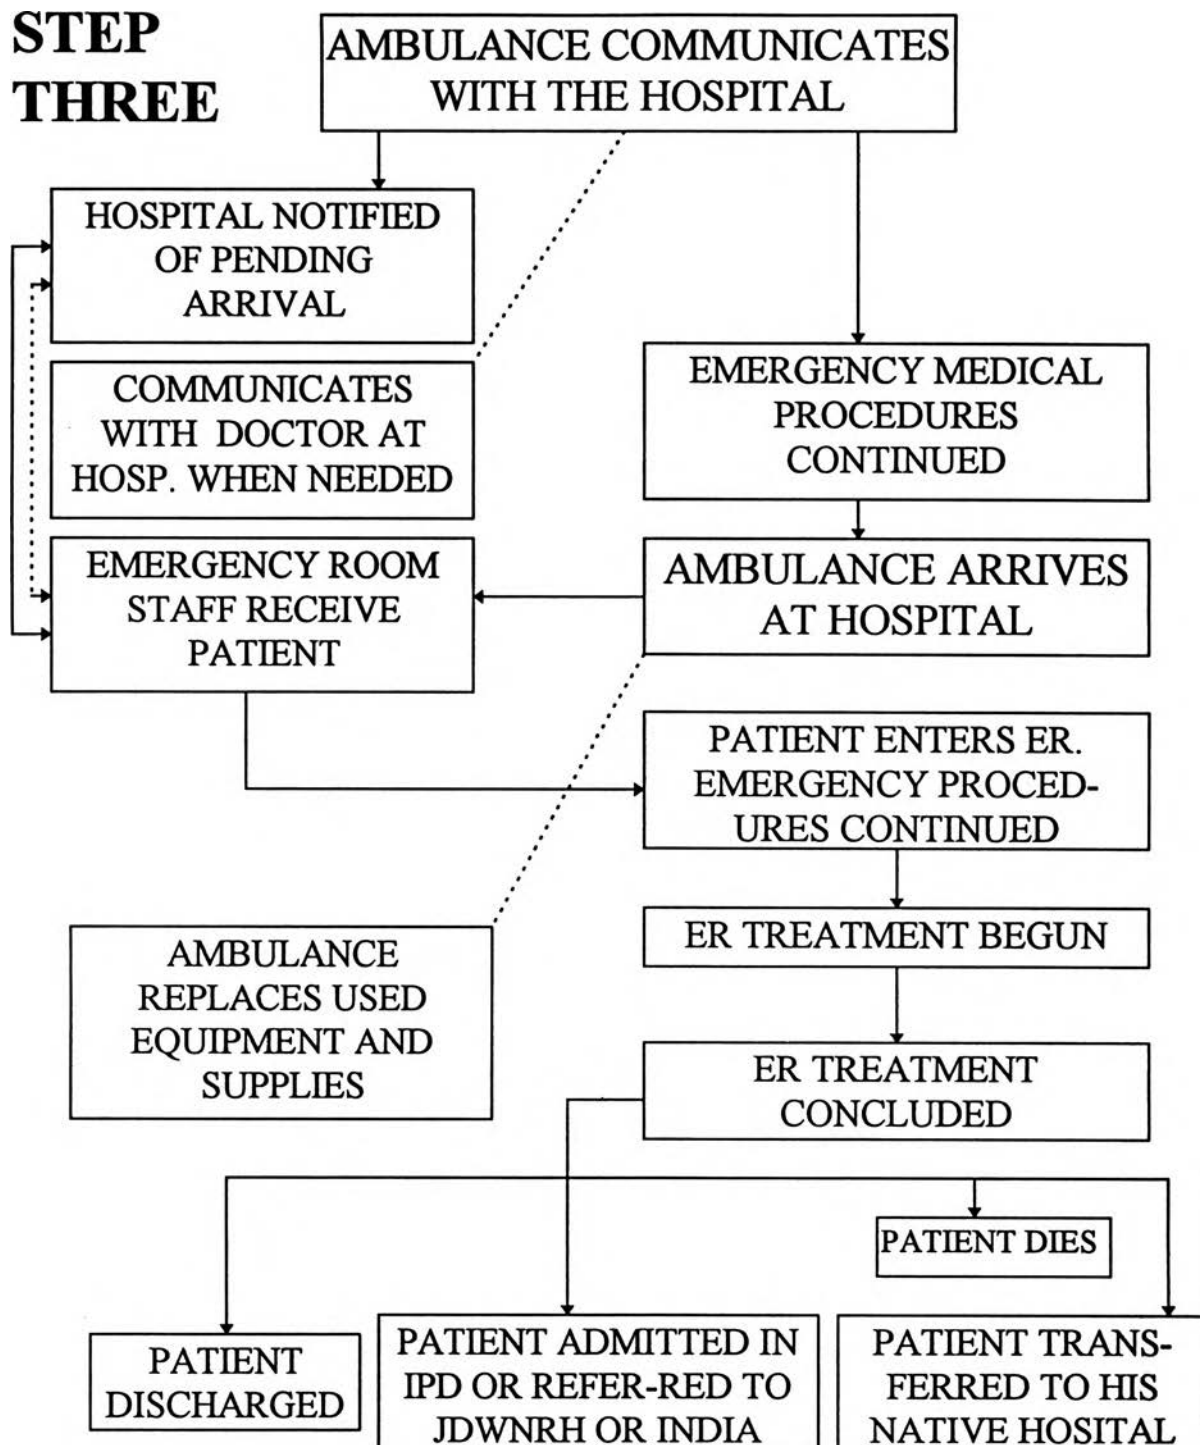 STEP
THREE
AMBULANCE COMMUNICATES
WITH THE HOSPITAL
HOSPITAL NOTIFIED
OF PENDING
ARRIVAL
COMMUNICATES
WITH DOCTOR AT
HOSP. WHEN NEEDED
EMERGENCY MEDICAL
PROCEDURES
CONTINUED
EMERGENCY ROOM
STAFF RECEIVE
PATIENT
AMBULANCE ARRIVES
AT HOSPITAL
PATIENT ENTERS ER.
EMERGENCY PROCED-
URES CONTINUED
ER TREATMENT BEGUN
AMBULANCE
REPLACES USED
EQUIPMENT AND
SUPPLIES
ER TREATMENT
CONCLUDED
PATIENT DIES
PATIENT
DISCHARGED
PATIENT ADMITTED IN
IPD OR REFER-RED TO
JDWNRH OR INDIA
PATIENT TRANS-
FERRED TO HIS
NATIVE HOSITAL